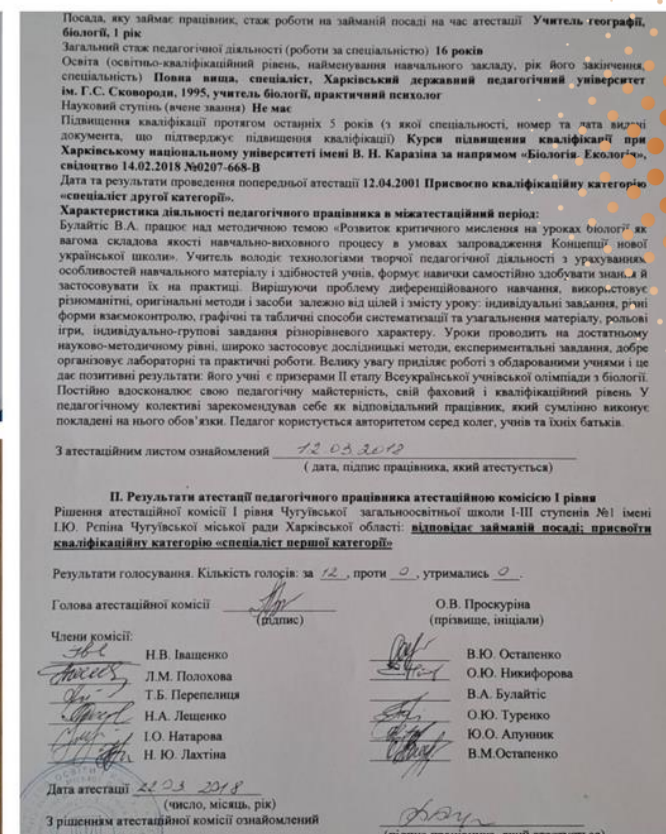 Посада, яку займає працівник, стаж роботи на займаній посаді на час атестації Учитель географії,
біології, 1 рік
Загальний стаж педагогічної діяльності (роботи за спеціальністю) 16 років
Освіта (освітньо-кваліфікаційний рівень, найменування навчального закладу, рік його закінчення,
спеціальність) Повна вища, спеціаліст, Харківський державний педагогічний університет
ім. Г.С. Сковороди, 1995, учитель біології, практичний психолог
Науковий ступінь (вчене звання) Не має
Підвищення кваліфікації протягом останніх 5 років (з якої спеціальності, номер та дата видачі
документа, що підтверджує підвищення кваліфікації) Курси підвищення кваліфікації при
Харківському національному університеті імені В. Н. Каразіна за напрямом «Біологія. Екологія»,
свідоцтво 14.02.2018 №0207-668-В
Дата та результати проведення попередньої атестації 12.04.2001 Присвоєно кваліфікаційну категорію
«спеціаліст другої категорії».
Характеристика діяльності педагогічного працівника в міжатестаційний період:
Булайтіс В.А. працює над методичною темою «Розвиток критичного мислення на уроках біології як
вагома складова якості навчально-виховного процесу в умовах запровадження Концепції нової
української школи». Учитель володіє технологіями творчої педагогічної діяльності з урахуванням
особливостей навчального матеріалу і здібностей учнів, формує навички самостійно здобувати знання й
застосовувати їх на практиці. Вирішуючи проблему диференційованого навчання, використовує
різноманітні, оригінальні методи і засоби залежно від цілей і змісту уроку: індивідуальні завдання, різні
форми взаємоконтролю, графічні та табличні способи систематизації та узагальнення матеріалу, рольові
ігри, індивідуально-групові завдання різнорівневого характеру. Уроки проводить на достатньому
науково-методичному рівні, широко застосовує дослідницькі методи, експериментальні завдання, добре
організовує лабораторні та практичні роботи. Велику увагу приділяє роботі з обдарованими учнями і це
дає позитивні результати: його учні є призерами ІІ етапу Всеукраїнської учнівської олімпіади з біології.
Постійно вдосконалює свою педагогічну майстерність, свій фаховий і кваліфікаційний рівень У
педагогічному колективі зарекомендував себе як відповідальний працівник, який сумлінно виконує
покладені на нього обов'язки. Педагог користується авторитетом серед колег, учнів та їхніх батьків.
З атестаційним листом ознайомлений 12.03.2018
( дата, підпис працівника, який атестується)
ІІ. Результати атестації педагогічного працівника атестаційною комісією І рівня
Рішення атестаційної комісії І рівня Чугуївської загальноосвітньої школи І-ІІІ ступенів №1 імені
І.Ю. Рєпіна Чугуївської міської ради Харківської області: відповідає займаній посаді; присвоїти
кваліфікаційну категорію «спеціаліст першої категорії»
Результати голосування. Кількість голосів: за 12, проти 0, утримались 0.
Голова атестаційної комісії О.В. Проскуріна
(підпис) (прізвище, ініціали)
Члени комісії:
Н.В. Іващенко В.Ю. Остапенко
Л.М. Полохова О.Ю. Никифорова
Т.Б. Перепелиця В.А. Булайтіс
Н.А. Лещенко О.Ю. Туренко
І.О. Натарова Ю.О. Апунник
Н. Ю. Лахтіна В.М.Остапенко
Дата атестації 22 03 2018
(число, місяць, рік)
З рішенням атестаційної комісії ознайомлений
(підпис працівника, який атестується)